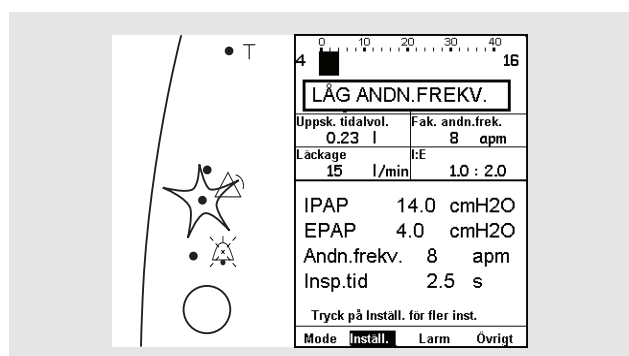 T
0 10 20 30 40
4 16
LÅG ANDN.FREKV.
Uppsk. tidalvol. Fak. andn.frek.
0.23 l 8 apm
Läckage I:E
15 l/min 1.0 : 2.0
IPAP 14.0 cmH2O
EPAP 4.0 cmH2O
Andn.frekv. 8 apm
Insp.tid 2.5 s
Tryck på Inställ. för fler inst.
Mode Inställ. Larm Övrigt